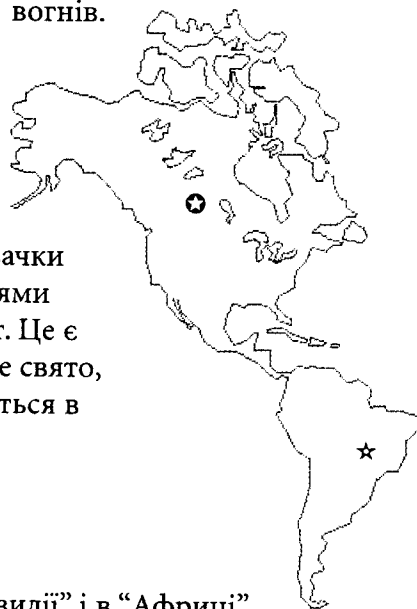 вогнів.
ачки
ями
т. Це є
е свято,
ться в
зилії” і в “Африці”